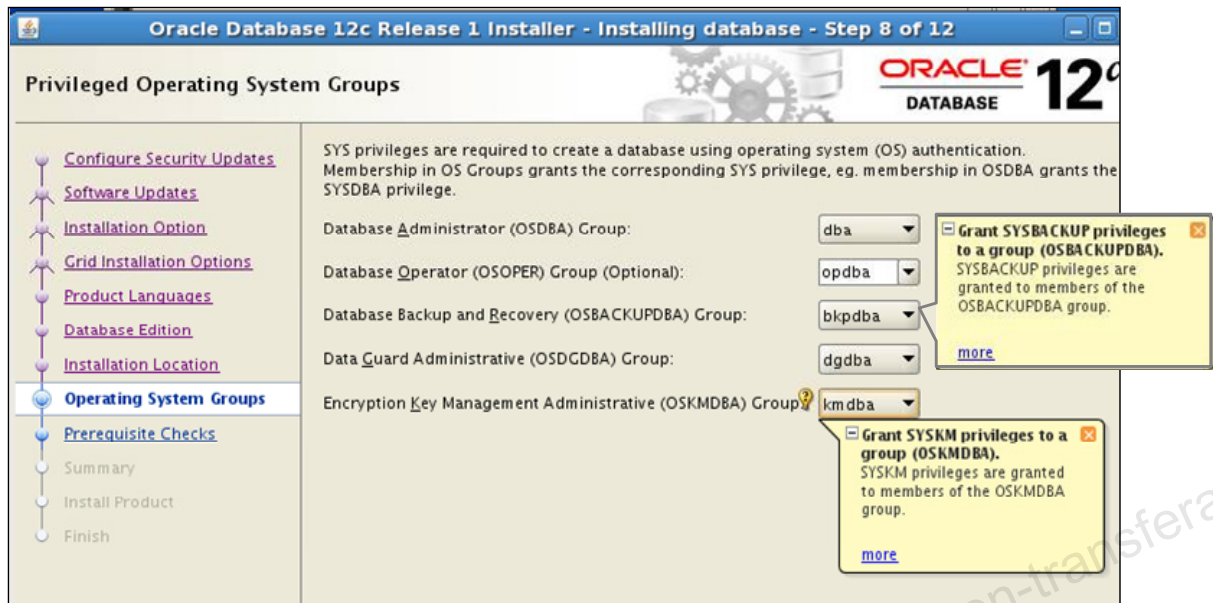 Oracle Database 12c Release 1 Installer - Installing database - Step 8 of 12
Privileged Operating System Groups
ORACLE
DATABASE
12c
Configure Security Updates
Software Updates
Installation Option
Grid Installation Options
Product Languages
Database Edition
Installation Location
Operating System Groups
Prerequisite Checks
Summary
Install Product
Finish
SYS privileges are required to create a database using operating system (OS) authentication.
Membership in OS Groups grants the corresponding SYS privilege, eg. membership in OSDBA grants the
SYSDBA privilege.
Database Administrator (OSDBA) Group:
dba
Database Operator (OSOPER) Group (Optional):
opdba
Database Backup and Recovery (OSBACKUPDBA) Group:
bkpdba
Data Guard Administrative (OSDGDBA) Group:
dgdba
Encryption Key Management Administrative (OSKMDBA) Group
kmdba
Grant SYSBACKUP privileges
to a group (OSBACKUPDBA).
SYSBACKUP privileges are
granted to members of the
OSBACKUPDBA group.
more
Grant SYSKM privileges to a
group (OSKMDBA).
SYSKM privileges are granted
to members of the OSKMDBA
group.
more